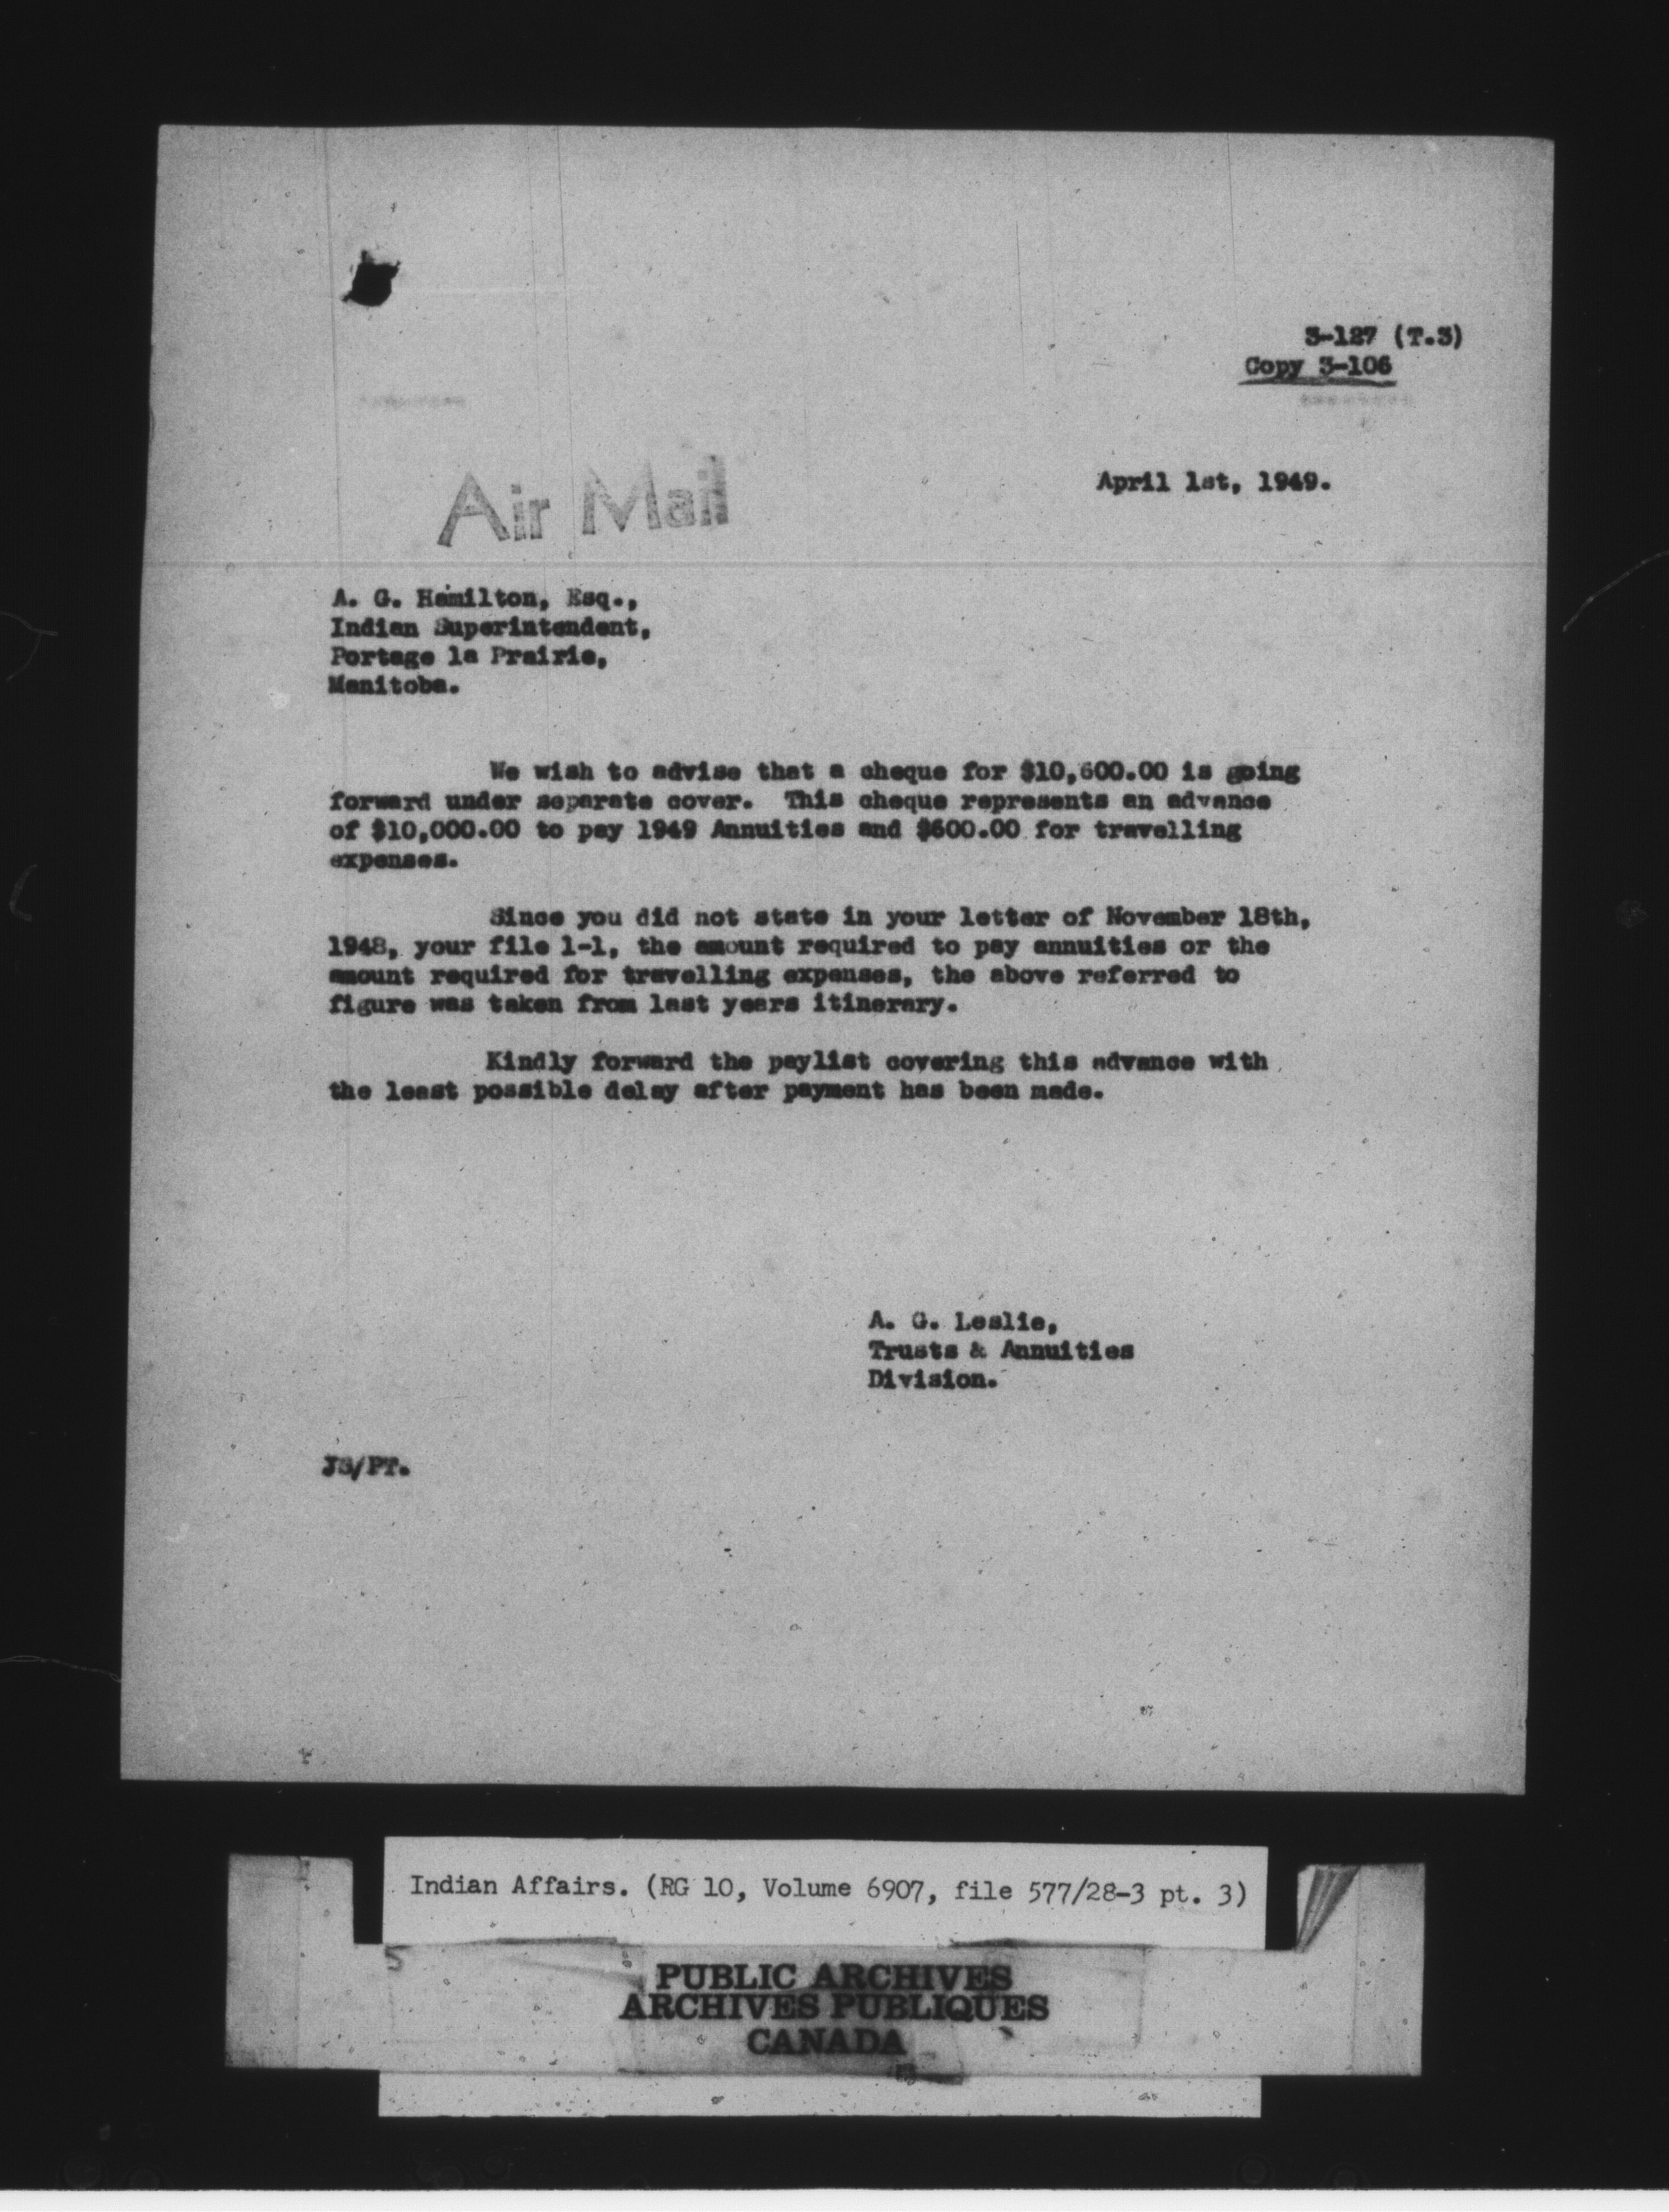 3-127 (T.3)
Copy 3-106
April 1st, 1949.
Air Mail
A. G. Hamilton, Esq.,
Indian Superintendent,
Portage la Prairie,
Manitoba.
We wish to advise that a cheque for $10,600.00 is going
forward under separate cover. This cheque represents an advance
of $10,000.00 to pay 1949 Annuities and $600.00 for travelling
expenses.
Since you did not state in your letter of November 18th,
1948, your file 1-1, the amount required to pay annuities or the
amount required for travelling expenses, the above referred to
figure was taken from last years itinerary.
Kindly forward the paylist covering this advance with
the least possible delay after payment has been made.
A. G. Leslie,
Trusts & Annuities
Division.
JS/PT.
Indian Affairs. (RG 10, Volume 6907, file 577/28-3 pt. 3)
PUBLIC ARCHIVES
ARCHIVES PUBLIQUES
CANADA